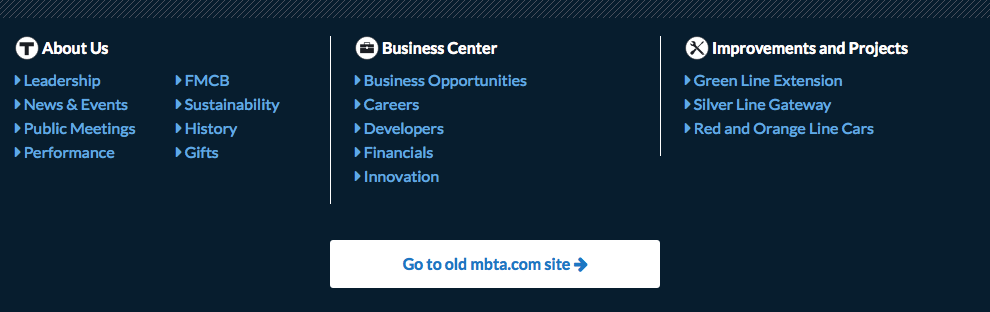 About Us
Leadership
News & Events
Public Meetings
Performance
FMCB
Sustainability
History
Gifts
Business Center
Business Opportunities
Careers
Developers
Financials
Innovation
Improvements and Projects
Green Line Extension
Silver Line Gateway
Red and Orange Line Cars
Go to old mbta.com site